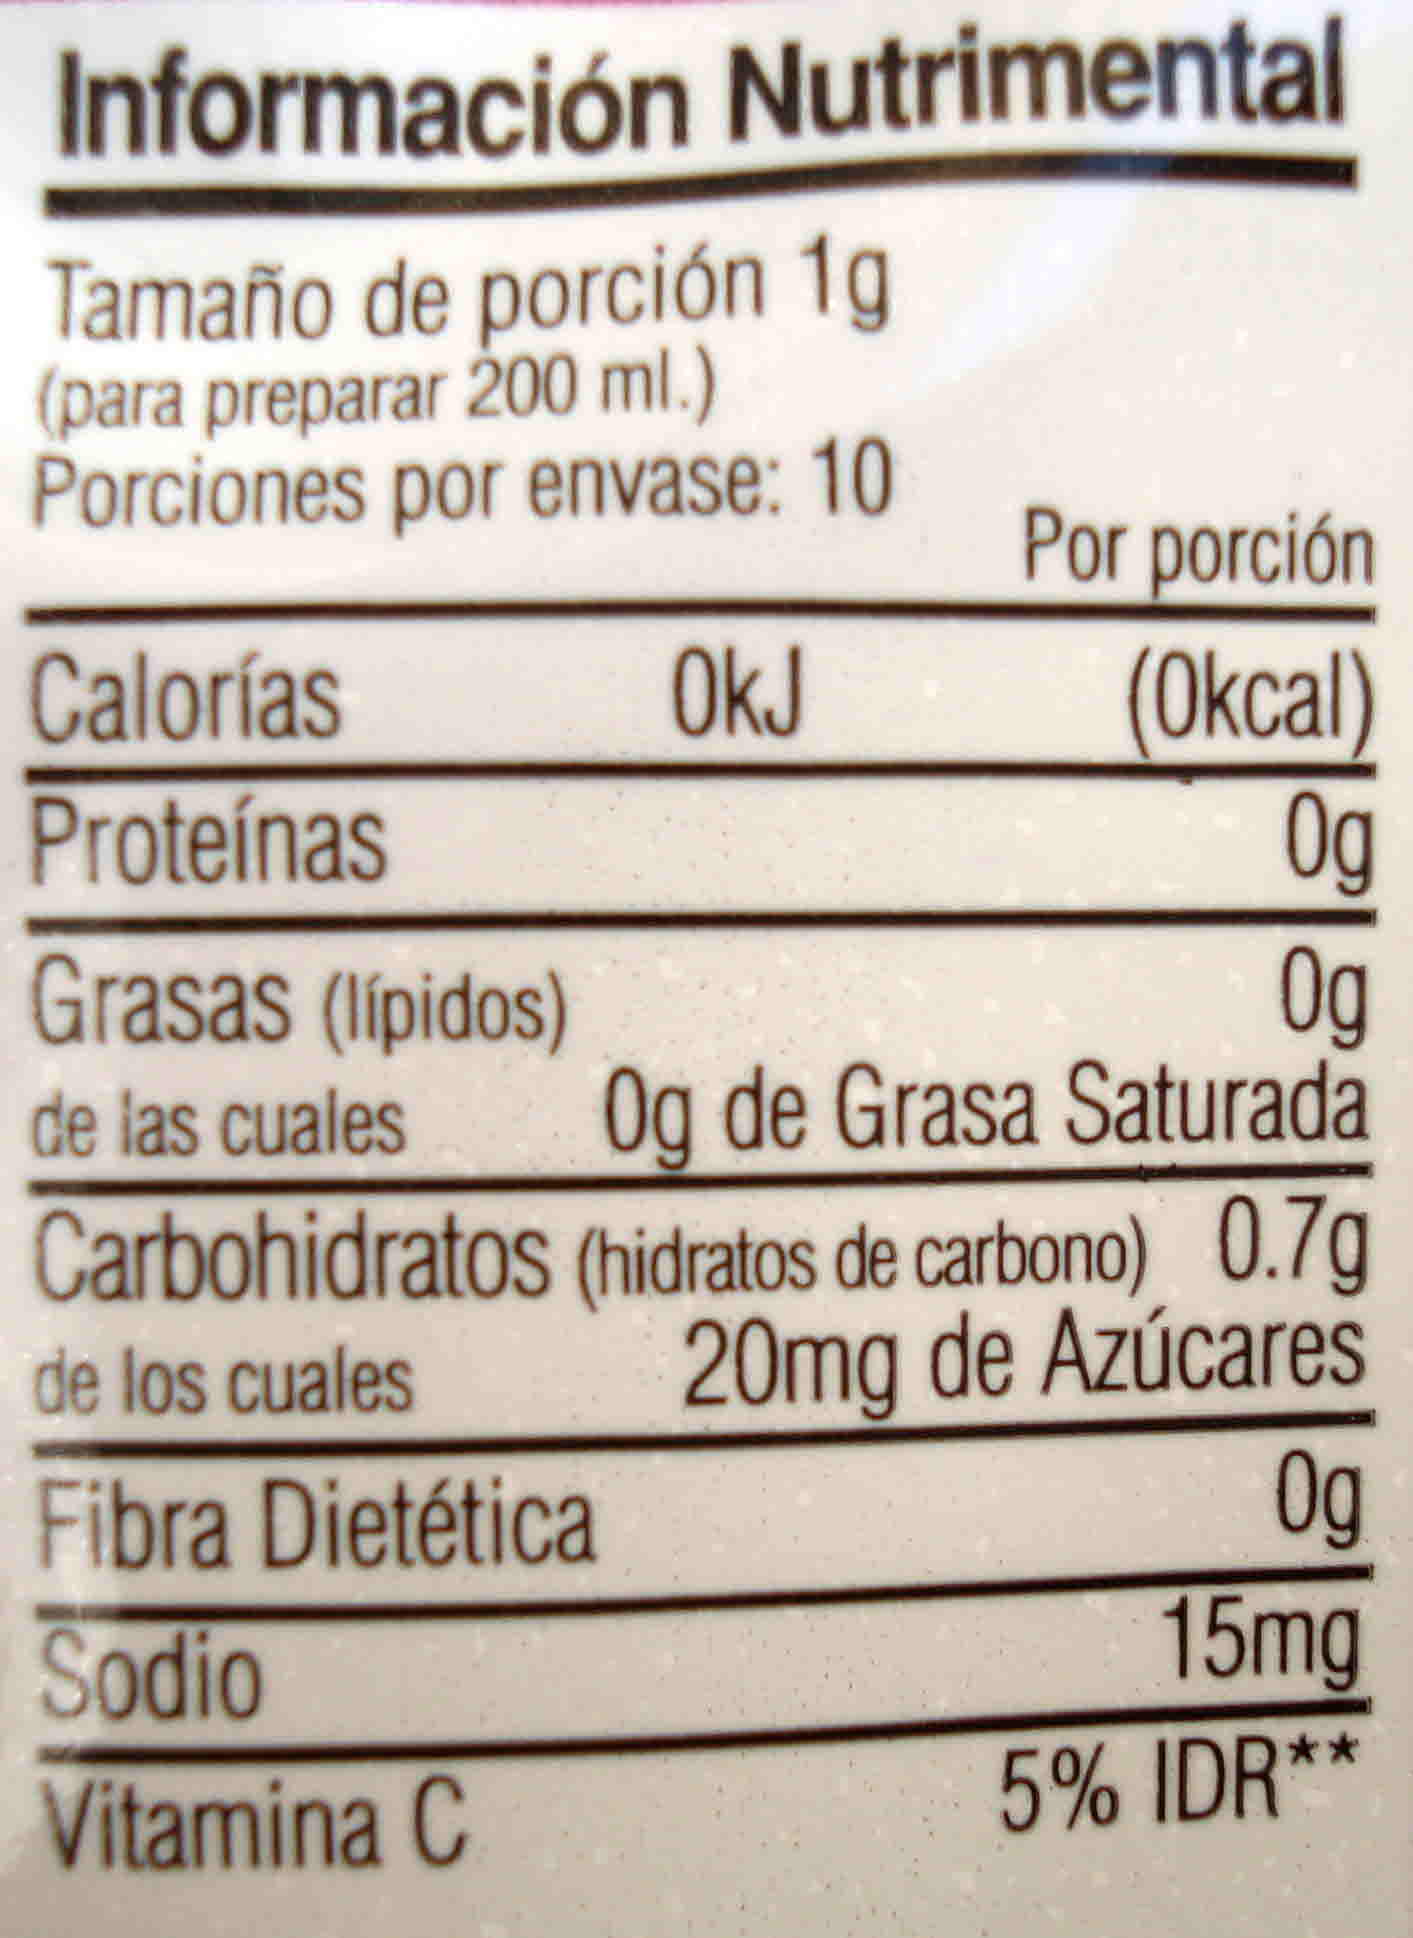 Información Nutrimental
Tamaño de porción 1g
(para preparar 200 ml.)
Porciones por envase: 10
Por porción
Calorías 0kJ (0kcal)
Proteínas 0g
Grasas (lípidos) 0g
de las cuales 0g de Grasa Saturada
Carbohidratos (hidratos de carbono) 0.7g
de los cuales 20mg de Azúcares
Fibra Dietética 0g
Sodio 15mg
Vitamina C 5% IDR**